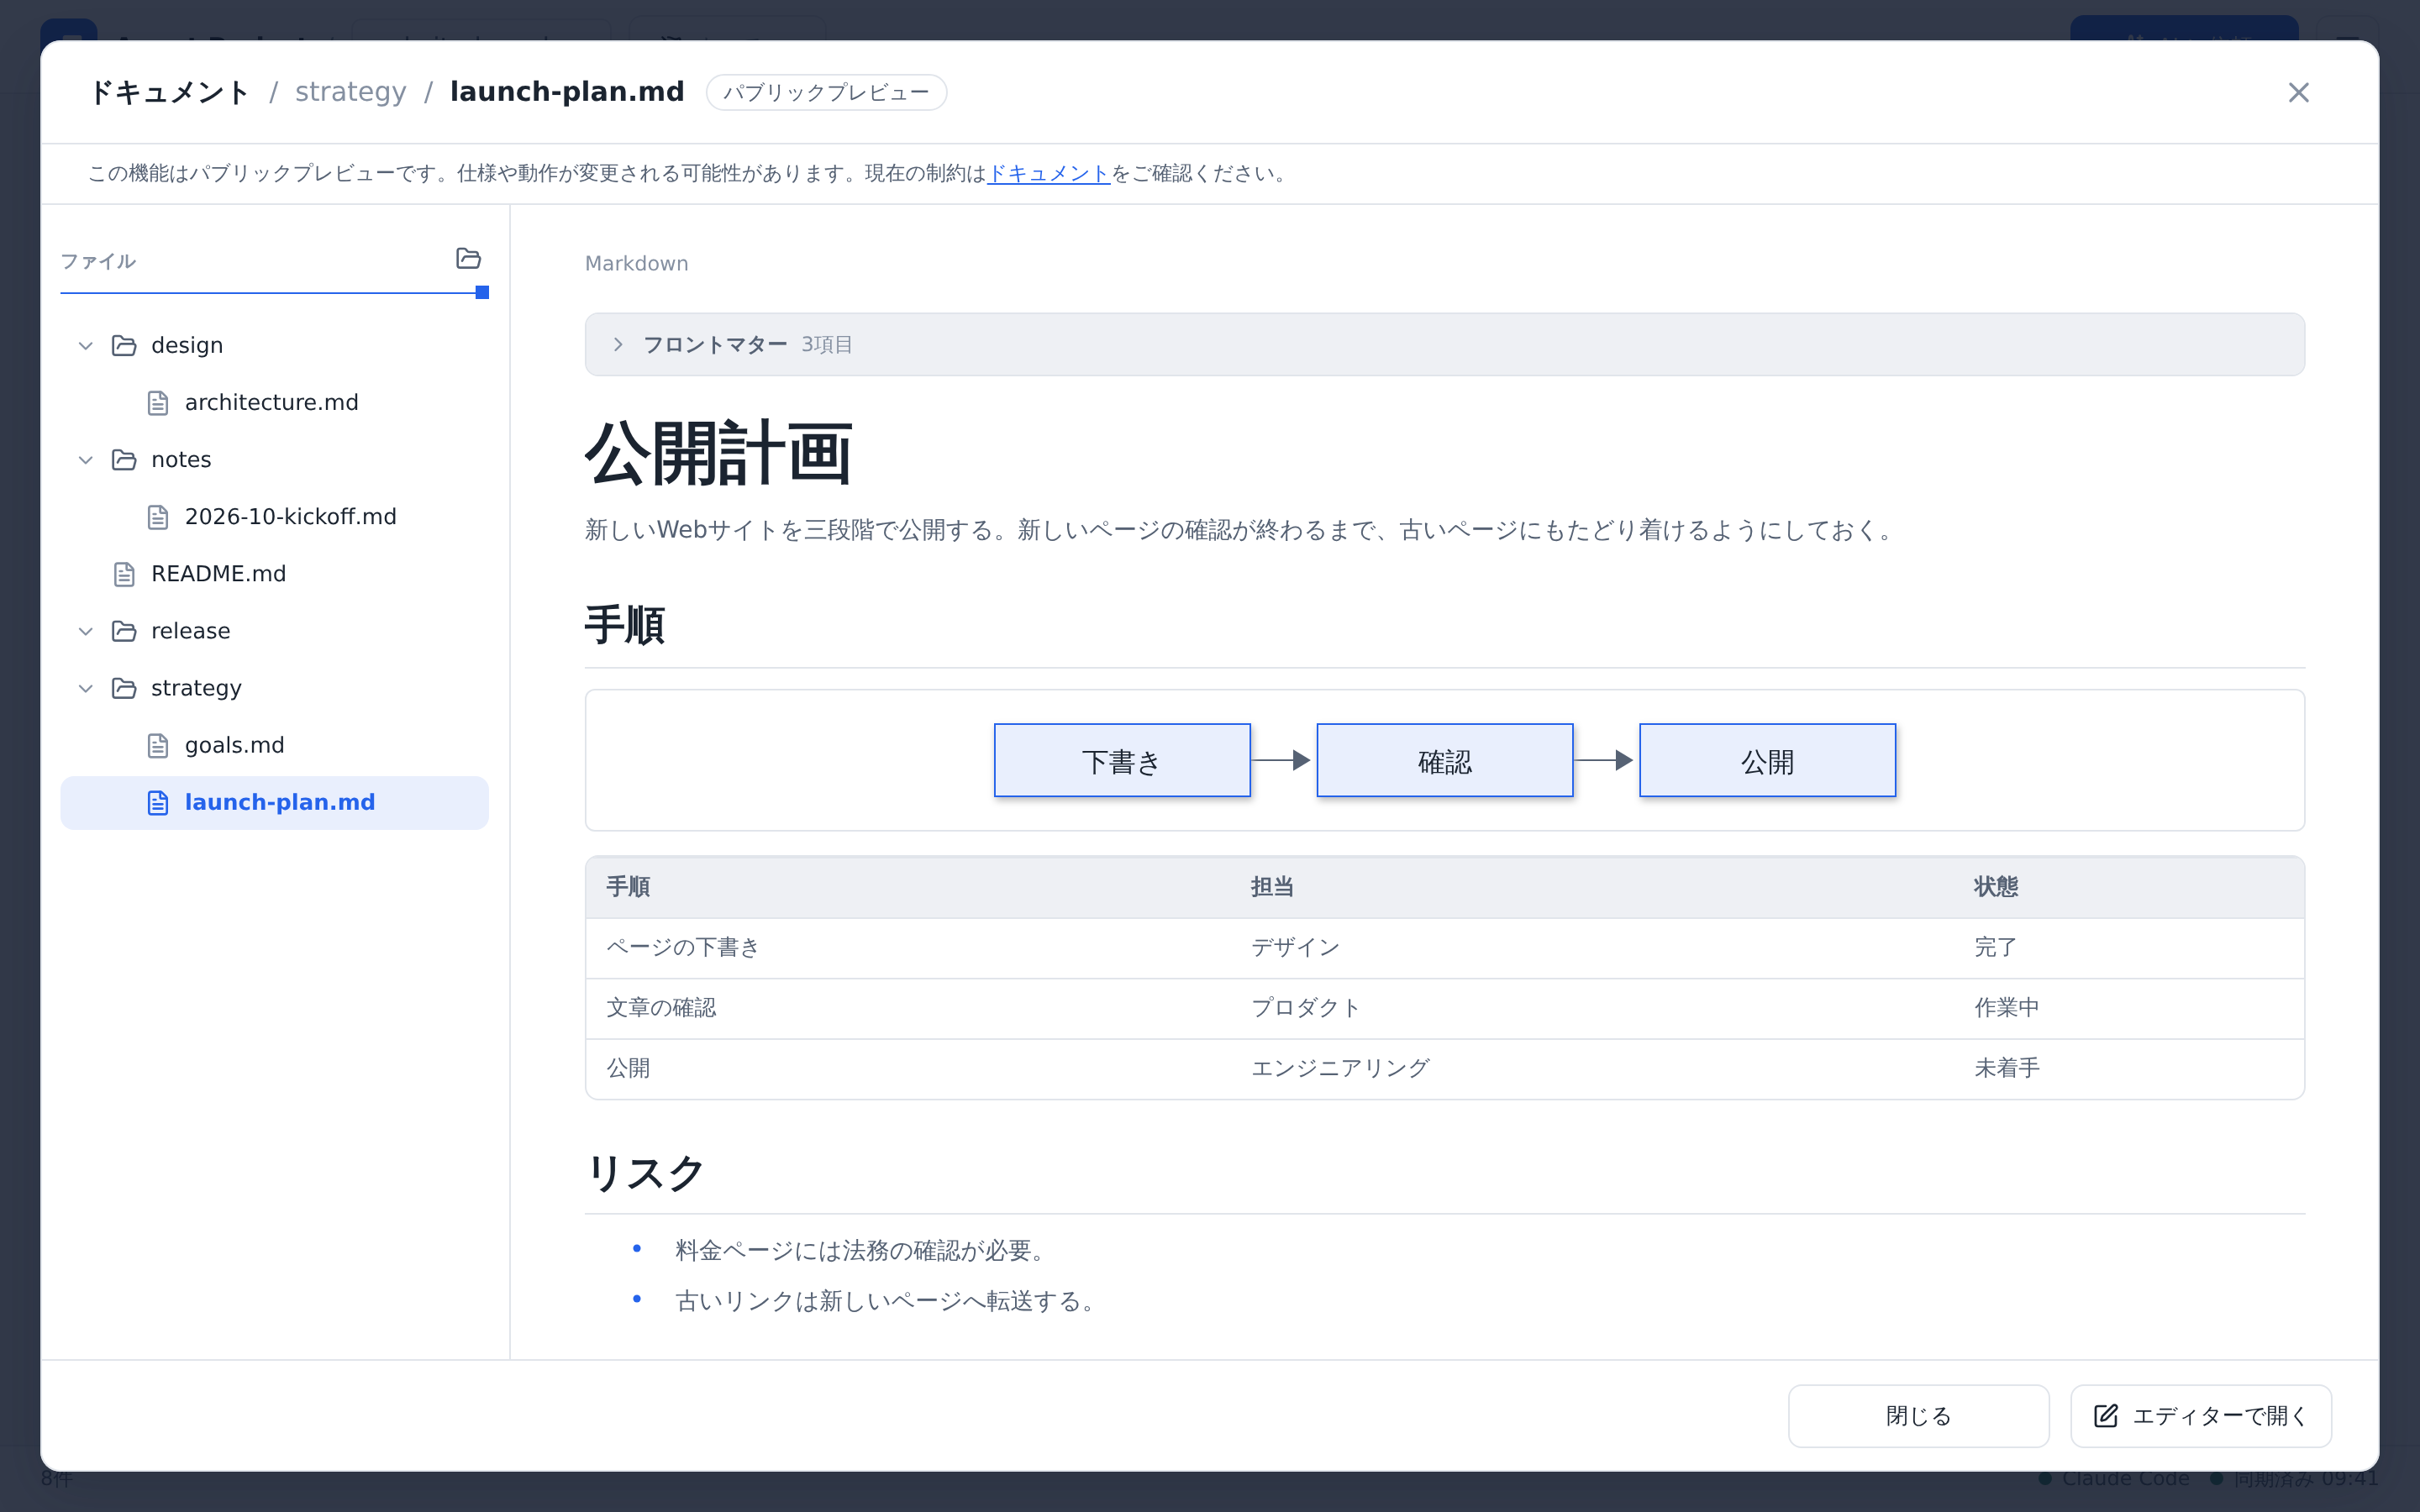 ドキュメント / strategy / launch-plan.md パブリックプレビュー
この機能はパブリックプレビューです。仕様や動作が変更される可能性があります。現在の制約はドキュメントをご確認ください。
ファイル
design
architecture.md
notes
2026-10-kickoff.md
README.md
release
strategy
goals.md
launch-plan.md
Markdown
フロントマター 3項目
公開計画
新しいWebサイトを三段階で公開する。新しいページの確認が終わるまで、古いページにもたどり着けるようにしておく。
手順
下書き 確認 公開
手順 担当 状態
ページの下書き デザイン 完了
文章の確認 プロダクト 作業中
公開 エンジニアリング 未着手
リスク
料金ページには法務の確認が必要。
古いリンクは新しいページへ転送する。
閉じる エディターで開く
8件 Claude Code 同期済み 09:41